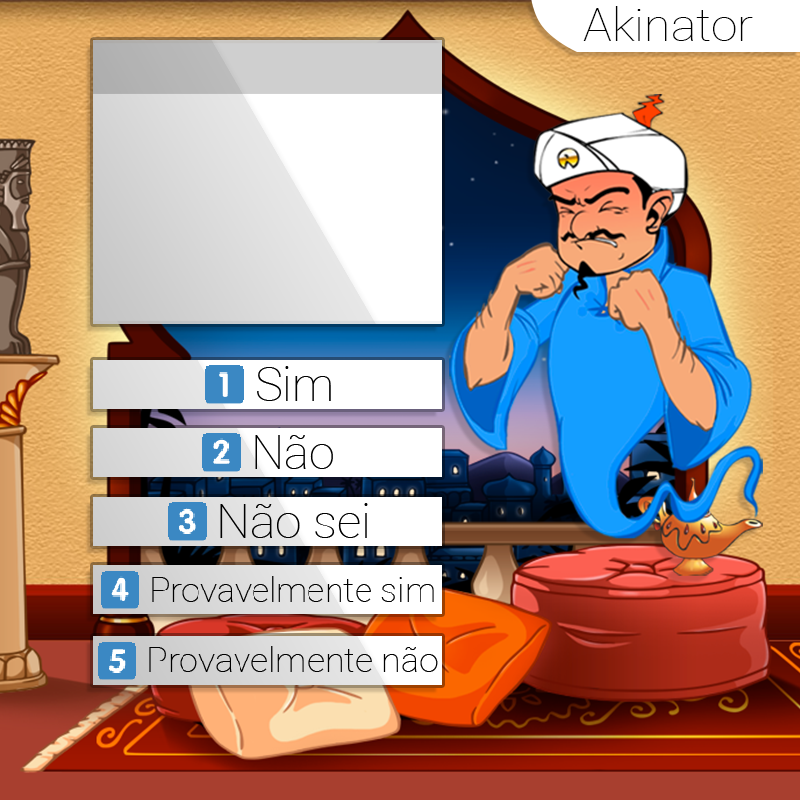 Akinator
1 Sim
2 Não
3 Não sei
4 Provavelmente sim
5 Provavelmente não